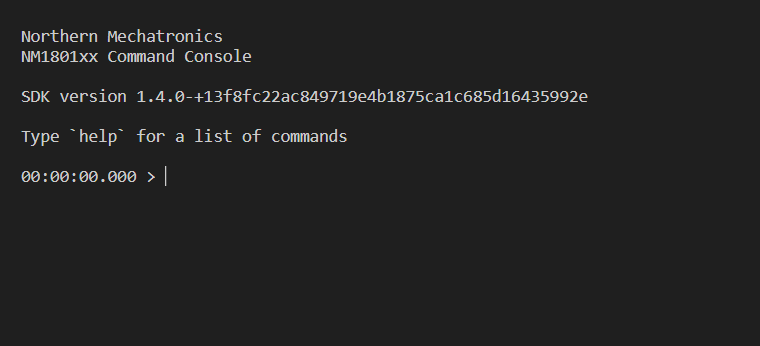 Northern Mechatronics
NM1801xx Command Console
SDK version 1.4.0-+13f8fc22ac849719e4b1875ca1c685d16435992e
Type `help` for a list of commands
00:00:00.000 >